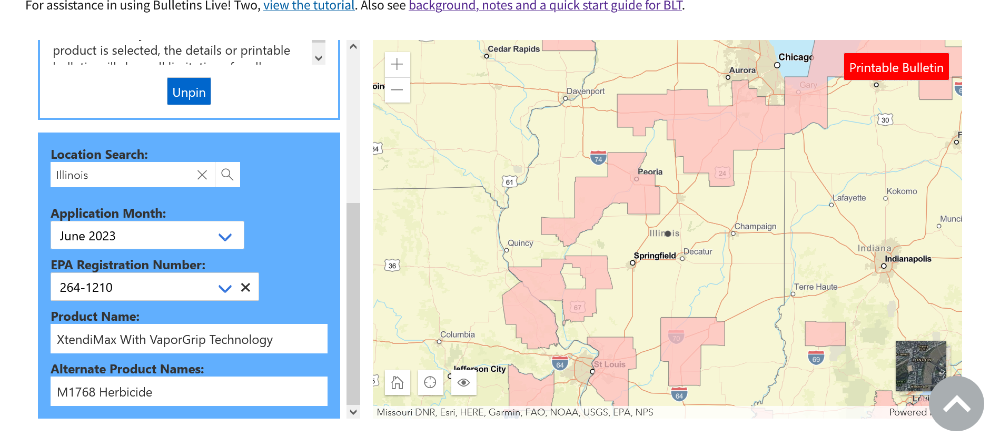 For assistance in using Bulletins Live! Two, view the tutorial. Also see background, notes and a quick start guide for BLT.
product is selected, the details or printable
Unpin
Location Search:
Illinois
Application Month:
June 2023
EPA Registration Number:
264-1210
Product Name:
XtendiMax With VaporGrip Technology
Alternate Product Names:
M1768 Herbicide
Cedar Rapids
Chicago
Printable Bulletin
Aurora
Gary
Davenport
30
34
74
Peoria
24
61
Kokomo
Lafayette
Munci
Champaign
Illinois
Quincy
Indiana
Springfield
Decatur
Indianapolis
36
Terre Haute
67
Columbia
70
LONDON
69
64
St Louis
Jefferson City
64
Missouri DNR, Esri, HERE, Garmin, FAO, NOAA, USGS, EPA, NPS
Powered